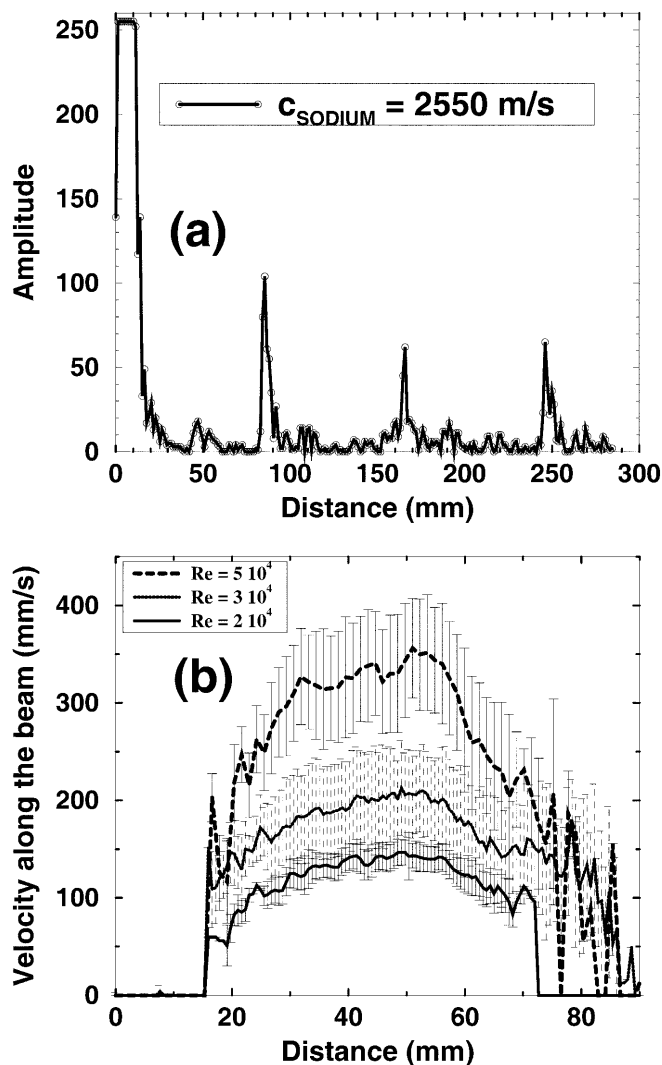 250
200
150
100
50
0
Amplitude
c_SODIUM = 2550 m/s
(a)
0 50 100 150 200 250 300
Distance (mm)
Re = 5 10^4
Re = 3 10^4
Re = 2 10^4
(b)
400
300
200
100
0
Velocity along the beam (mm/s)
0 20 40 60 80
Distance (mm)